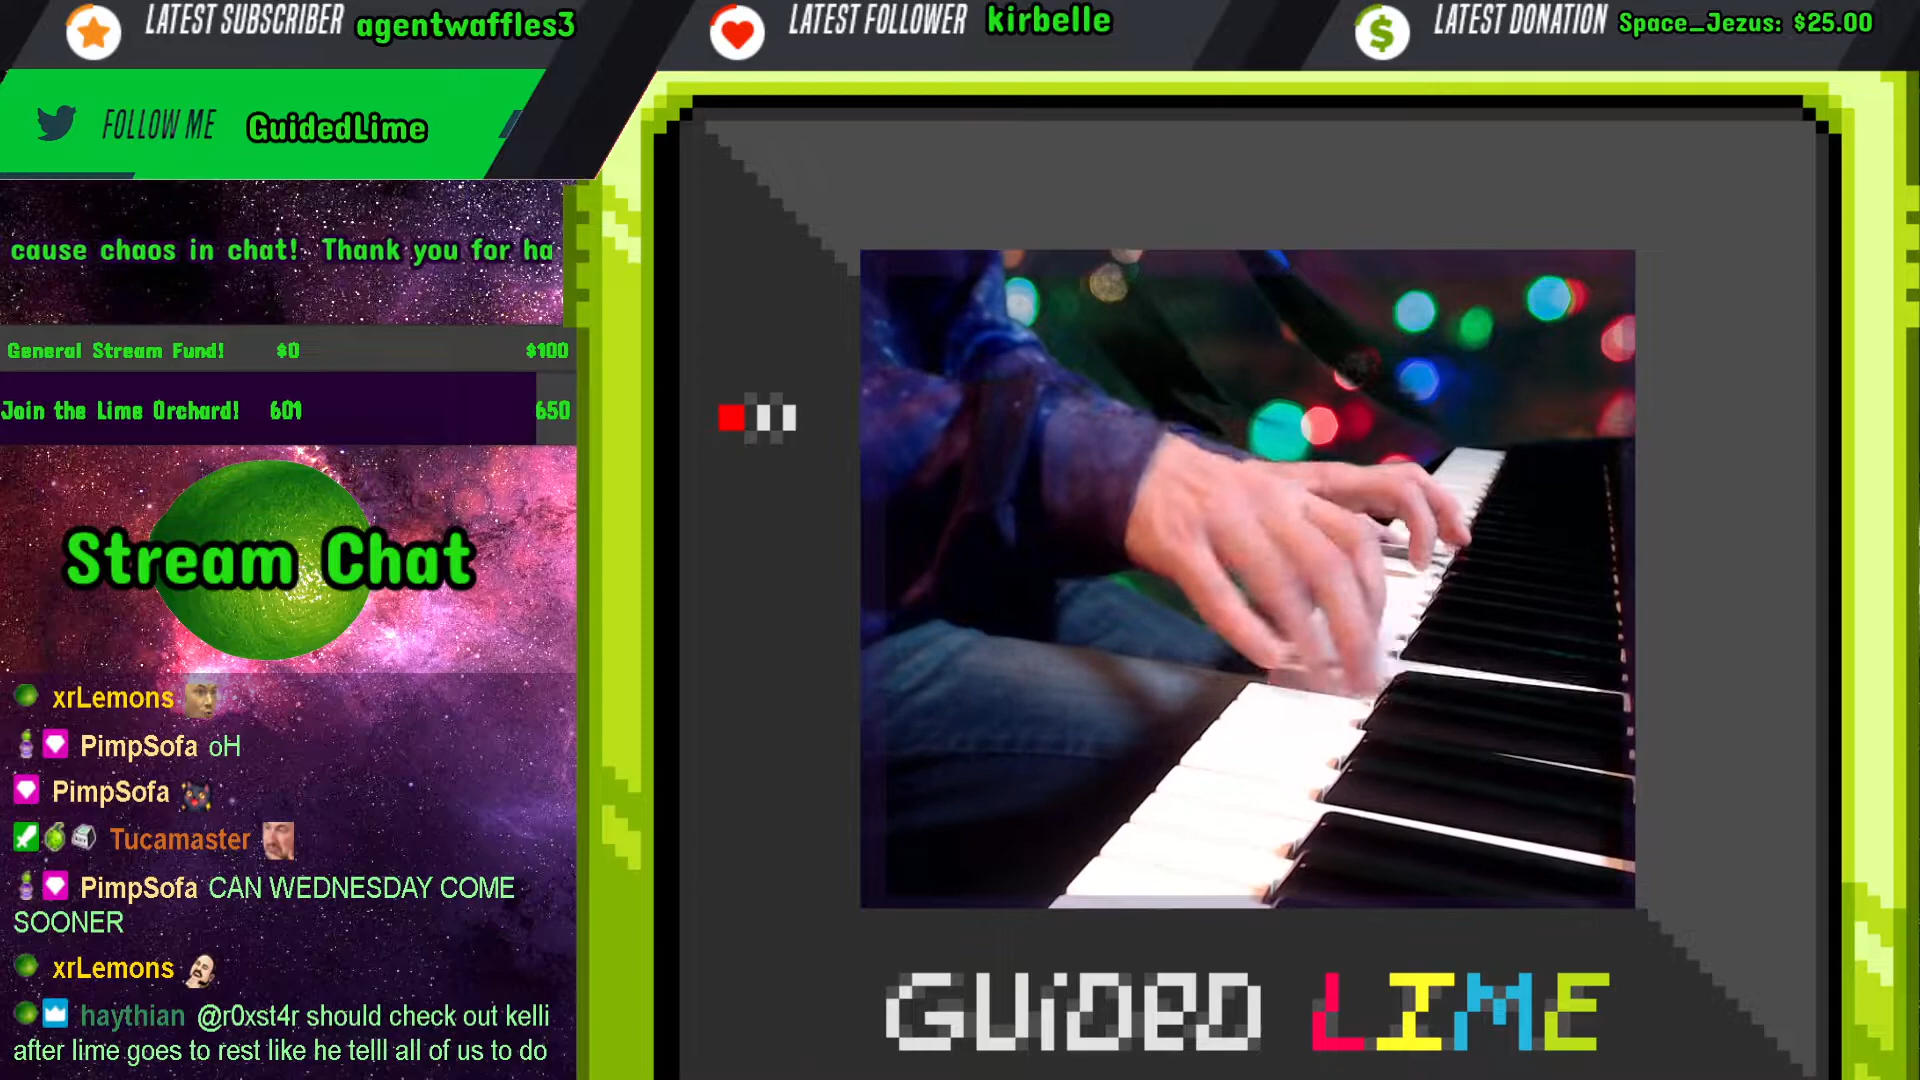 LATEST SUBSCRIBER agentwaffles3
LATEST FOLLOWER kirbelle
LATEST DONATION Space_Jezus: $25.00
FOLLOW ME GuidedLime
cause chaos in chat! Thank you for ha
General Stream Fund! $0 $100
Join the Lime Orchard! 601 650
Stream Chat
xrLemons
PimpSofa oH
PimpSofa
Tucamaster
PimpSofa CAN WEDNESDAY COME
SOONER
xrLemons
haythian @r0xst4r should check out kelli
after lime goes to rest like he telll all of us to do
GUiDED LIME